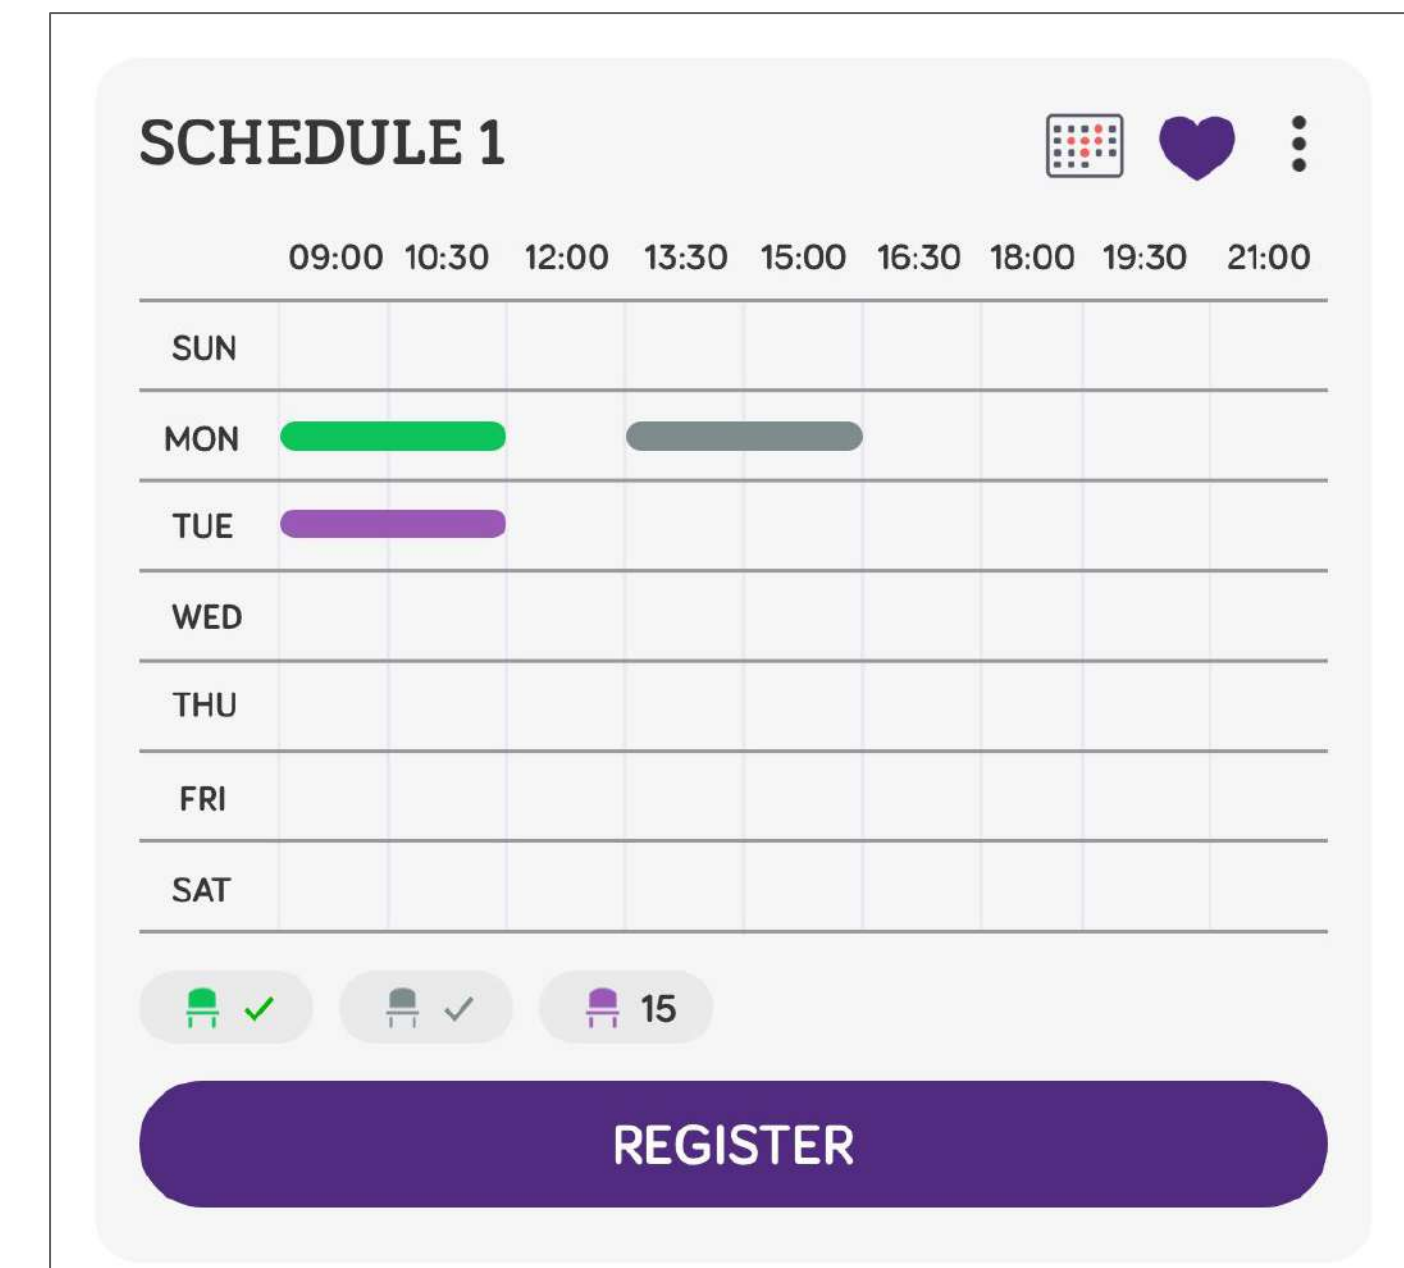 SCHEDULE 1
09:00 10:30 12:00 13:30 15:00 16:30 18:00 19:30 21:00
SUN
MON
TUE
WED
THU
FRI
SAT
15
REGISTER